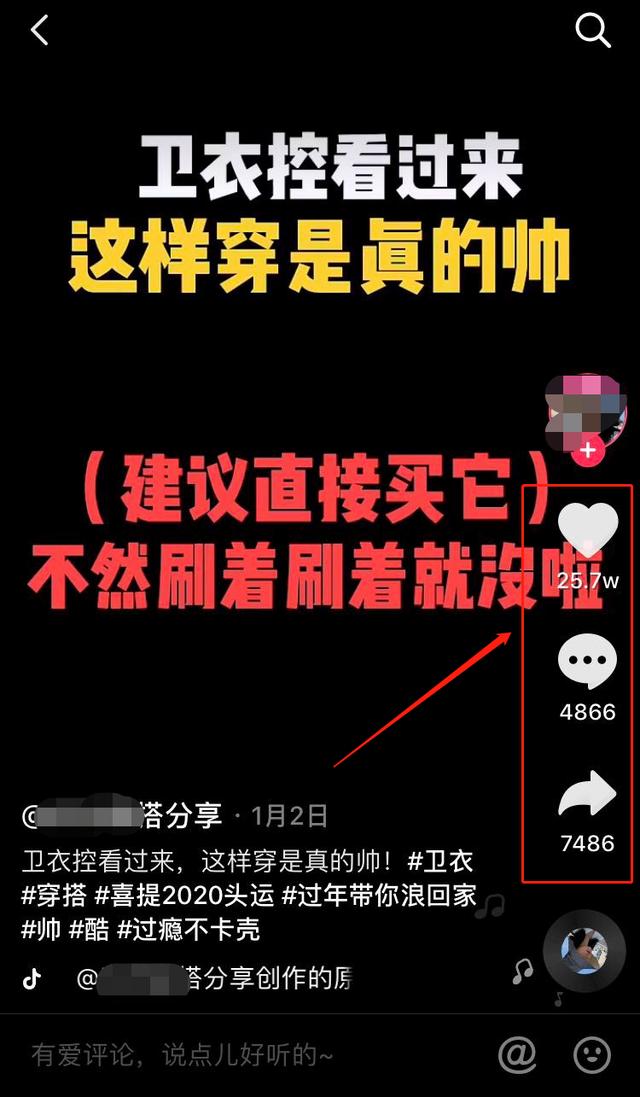 卫衣控看过来
这样穿是真的帅
（建议直接买它）
不然刷着刷着就没啦
25.7w
4866
7486
@搭分享 · 1月2日
卫衣控看过来，这样穿是真的帅！#卫衣
#穿搭 #喜提2020头运 #过年带你浪回家
#帅 #酷 #过瘾不卡壳
@搭分享创作的原
有爱评论，说点儿好听的~